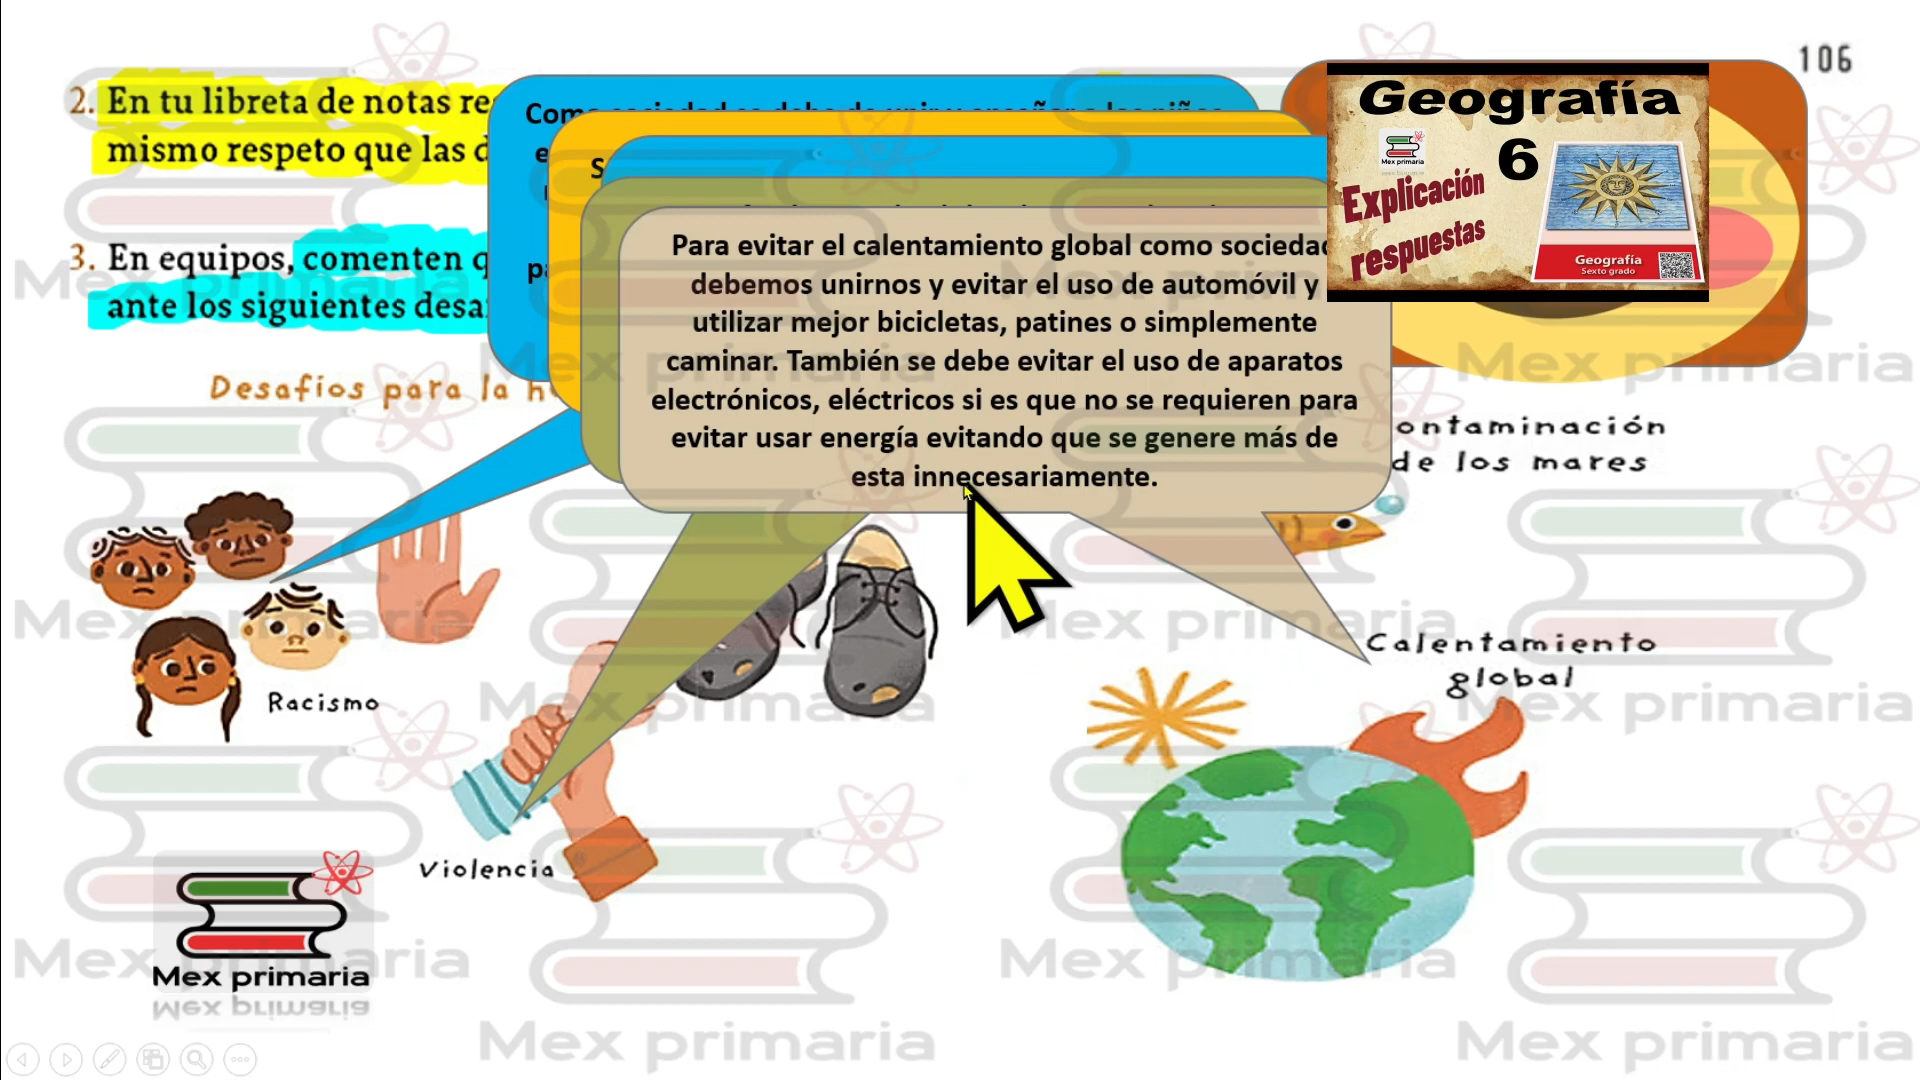 106
2. En tu libreta de notas
mismo respeto que las
3. En equipos, comenten
ante los siguientes
Desafíos para la
Para evitar el calentamiento global como
debemos unirnos y evitar el uso de automóvil y
utilizar mejor bicicletas, patines o simplemente
caminar. También se debe evitar el uso de aparatos
electrónicos, eléctricos si es que no se requieren para
evitar usar energía evitando que se genere más de
esta innecesariamente.
Geografía
6
Mex primaria
Explicación
respuestas
Geografía
Sexto grado
de los mares
Calentamiento
global
Racismo
Violencia
Mex primaria